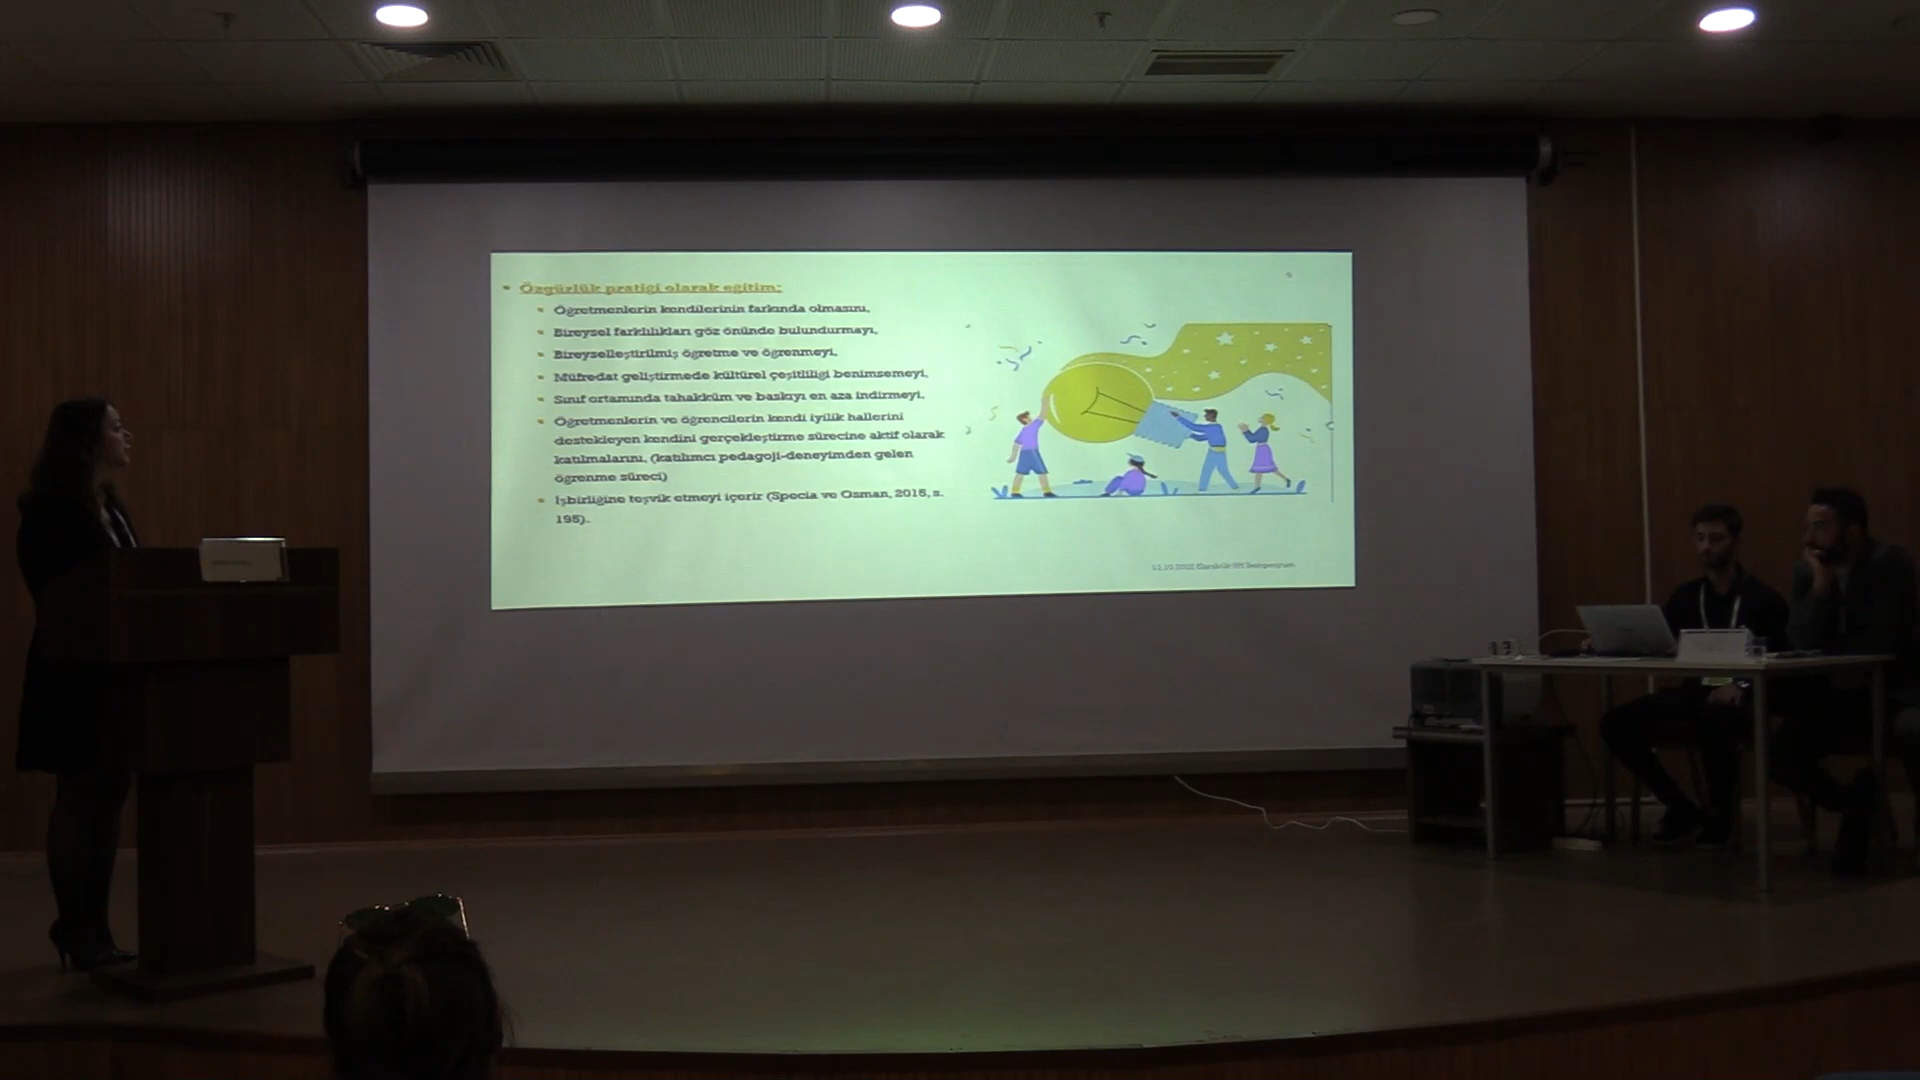 Özgürlük pratiği olarak eğitim;
Öğretmenlerin kendilerinin farkında olmasını,
Bireysel farklılıkları göz önünde bulundurmayı,
Bireyselleştirilmiş öğretme ve öğrenmeyi,
Müfredat geliştirmede kültürel çeşitliliği benimsemeyi,
Sınıf ortamında tahakküm ve baskıyı en aza indirmeyi,
Öğretmenlerin ve öğrencilerin kendi iyilik hallerini
destekleyen kendini gerçekleştirme sürecine aktif olarak
katılmalarını, (katılımcı pedagoji-deneyimden gelen
öğrenme süreci)
İşbirliğine teşvik etmeyi içerir (Specia ve Osman, 2015, s.
195).